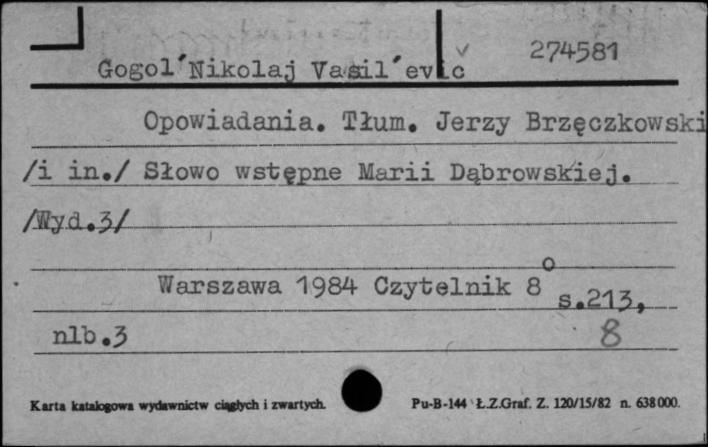 274581
Gogol´Nikolaj Vasil´evič
Opowiadania. Tłum. Jerzy Brzęczkowski
/i in./ Słowo wstępne Marii Dąbrowskiej.
/Wyd.3/
Warszawa 1984 Czytelnik 8° s.213,
nlb.3 8
Karta katalogowa wydawnictw ciągłych i zwartych. Pu-B-144 Ł.Z.Graf. Z. 120/15/82 n. 638000.